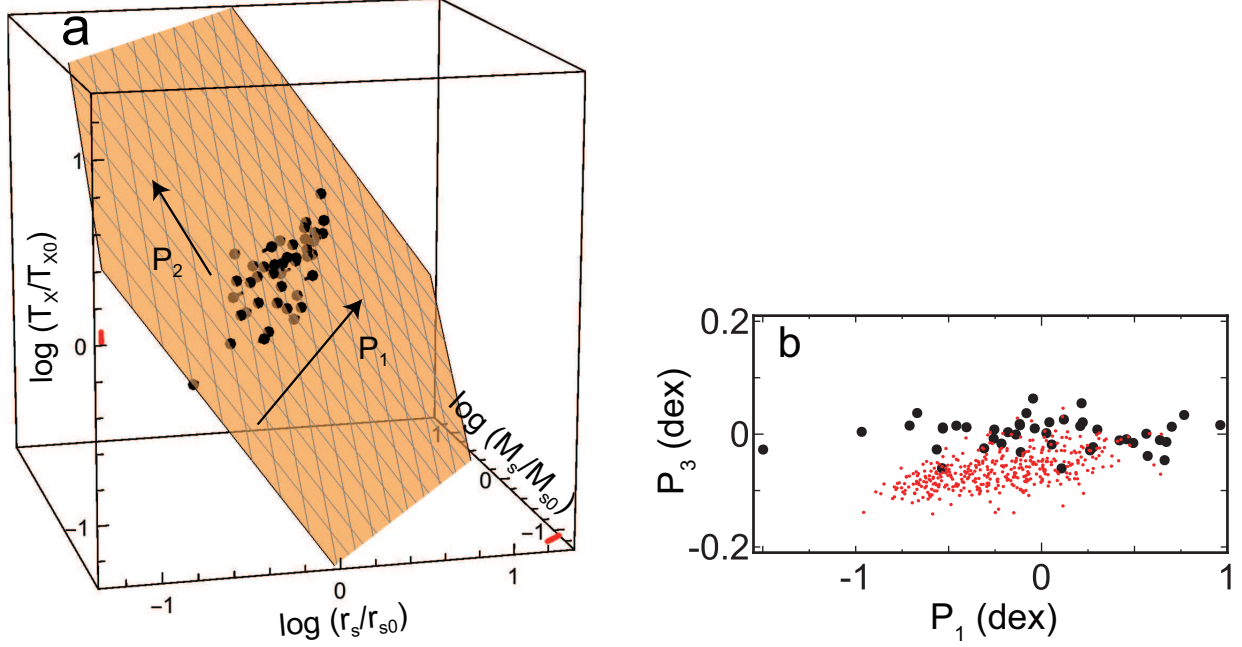 a
1
0
−1
log (T_X/T_X0)
P_2
P_1
−1
0
1
log (r_s/r_s0)
1
0
−1
log (M_s/M_s0)
b
0.2
0
-0.2
P_3 (dex)
-1
0
1
P_1 (dex)